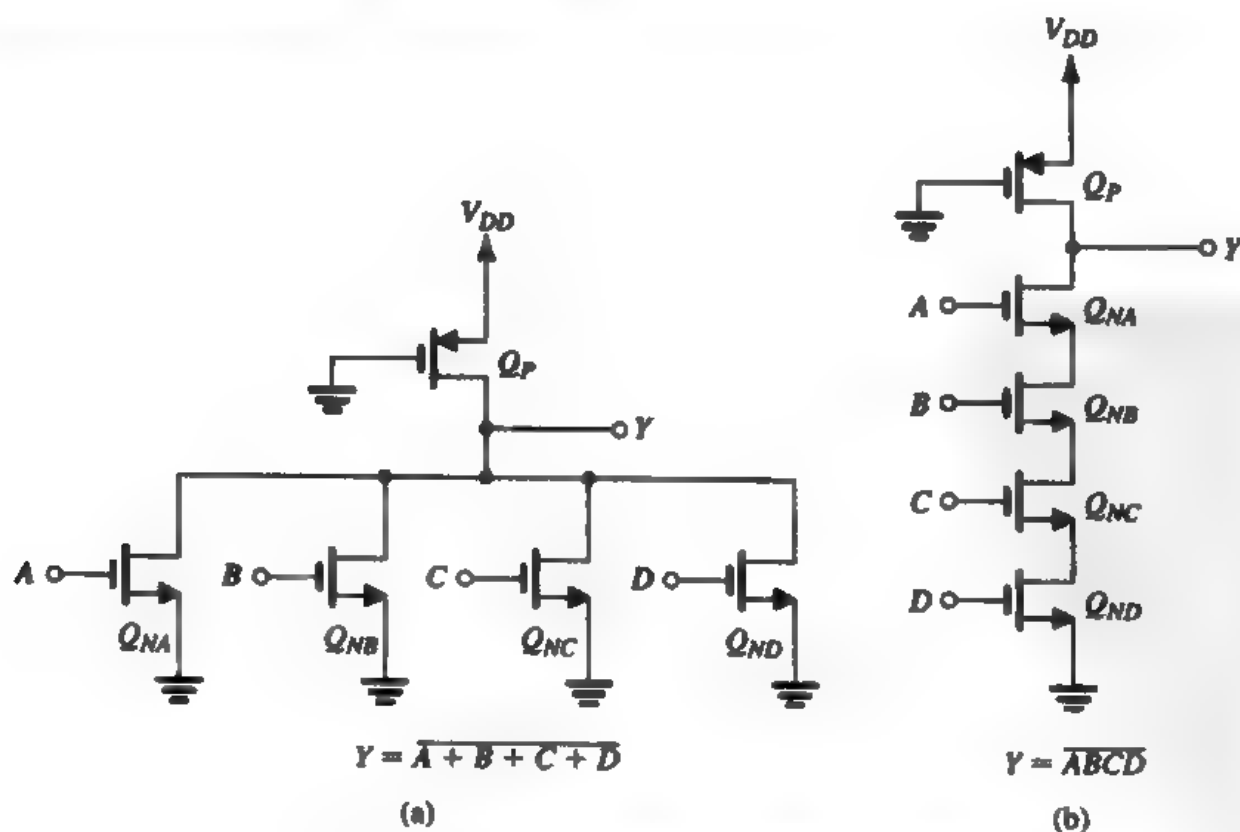 V_DD
Q_P
Y
A
B
C
D
Q_NA
Q_NB
Q_NC
Q_ND
Y = \overline{A + B + C + D}
(a)
V_DD
Q_P
Y
A
Q_NA
B
Q_NB
C
Q_NC
D
Q_ND
Y = \overline{ABCD}
(b)